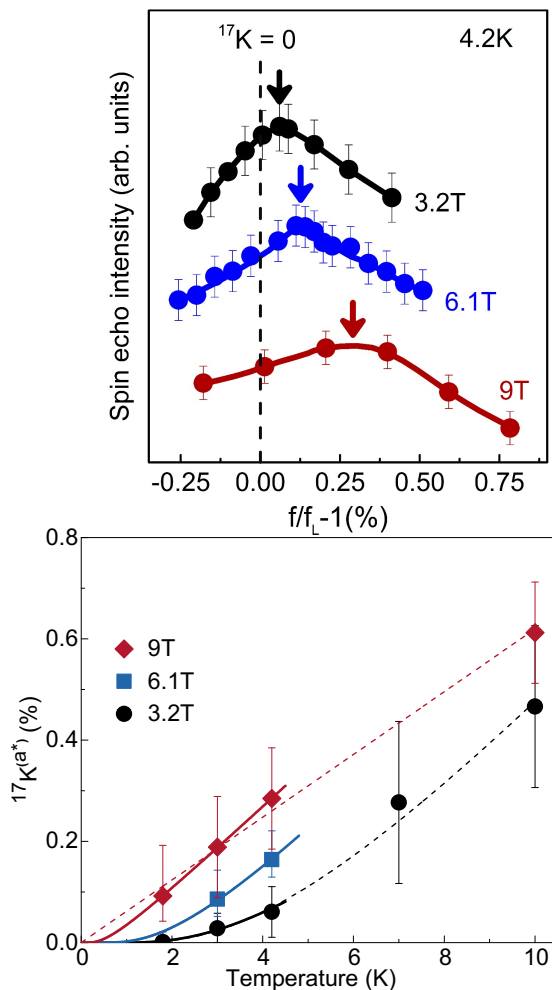 ¹⁷K = 0
4.2K
Spin echo intensity (arb. units)
3.2T
6.1T
9T
-0.25 0.00 0.25 0.50 0.75
f/f_L-1(%)
0.8
0.6
0.4
0.2
0.0
¹⁷K⁽ᵃ*⁾ (%)
9T
6.1T
3.2T
0 2 4 6 8 10
Temperature (K)